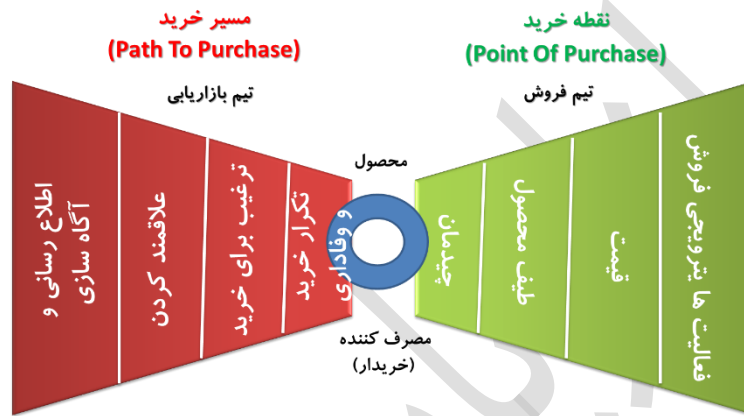 نقطه خرید
(Point Of Purchase)
مسیر خرید
(Path To Purchase)
تیم فروش
تیم بازاریابی
محصول
فعالیت ها یترویجی فروش
قیمت
طیف محصول
چیدمان
تکرار خرید
و وفاداری
ترغیب برای خرید
علاقمند کردن
اطلاع رسانی و
آگاه سازی
مصرف کننده
(خریدار)